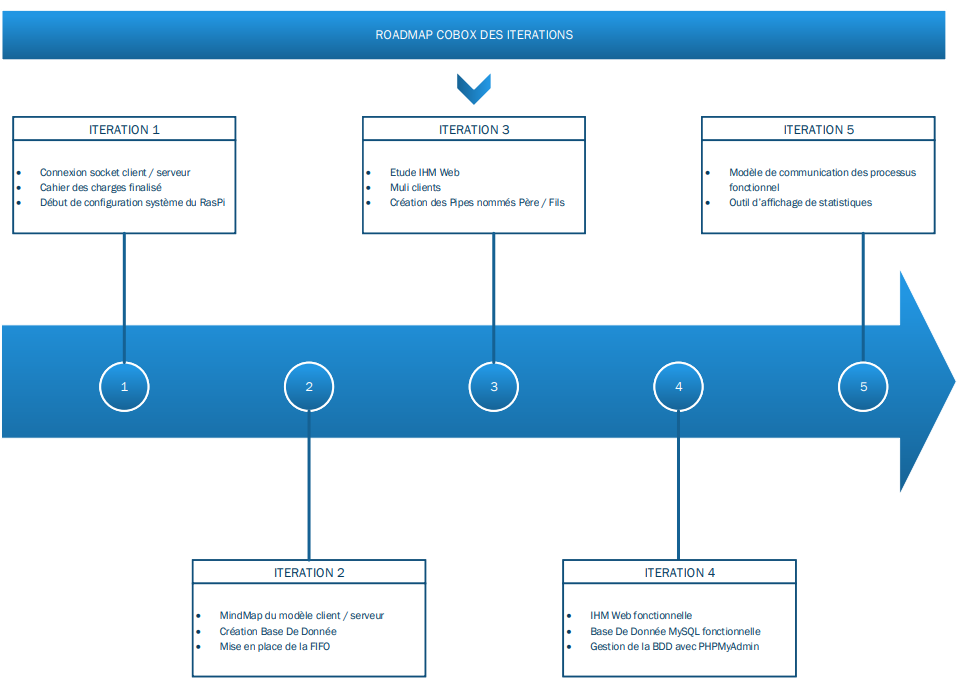 ROADMAP COBOX DES ITERATIONS
ITERATION 1
• Connexion socket client / serveur
• Cahier des charges finalisé
• Début de configuration système du RasPi
ITERATION 3
• Etude IHM Web
• Muli clients
• Création des Pipes nommés Père / Fils
ITERATION 5
• Modèle de communication des processus
fonctionnel
• Outil d'affichage de statistiques
1
2
3
4
5
ITERATION 2
• MindMap du modèle client / serveur
• Création Base De Donnée
• Mise en place de la FIFO
ITERATION 4
• IHM Web fonctionnelle
• Base De Donnée MySQL fonctionnelle
• Gestion de la BDD avec PHPMyAdmin